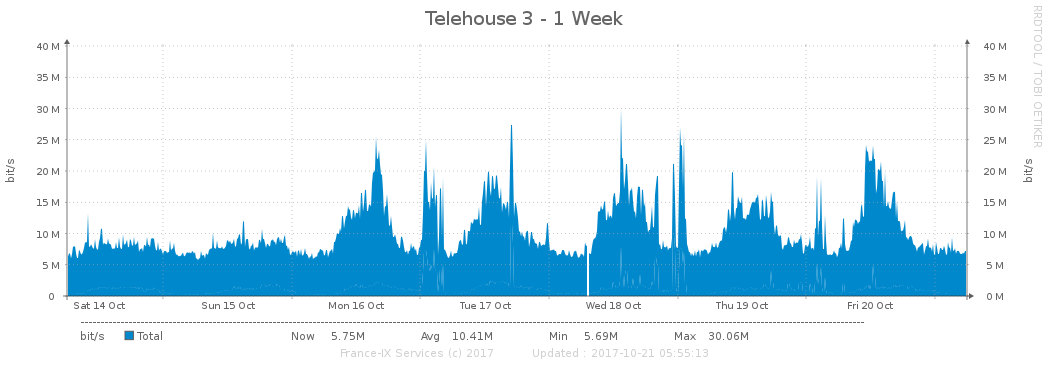 Telehouse 3 - 1 Week
RRDTOOL / TOBI OETIKER
bit/s
40 M 40 M
35 M 35 M
30 M 30 M
25 M 25 M
20 M 20 M
15 M 15 M
10 M 10 M
5 M 5 M
0 0 M
bit/s
Sat 14 Oct Sun 15 Oct Mon 16 Oct Tue 17 Oct Wed 18 Oct Thu 19 Oct Fri 20 Oct
bit/s Total Now 5.75M Avg 10.41M Min 5.69M Max 30.06M
France-IX Services (c) 2017 Updated : 2017-10-21 05:55:13